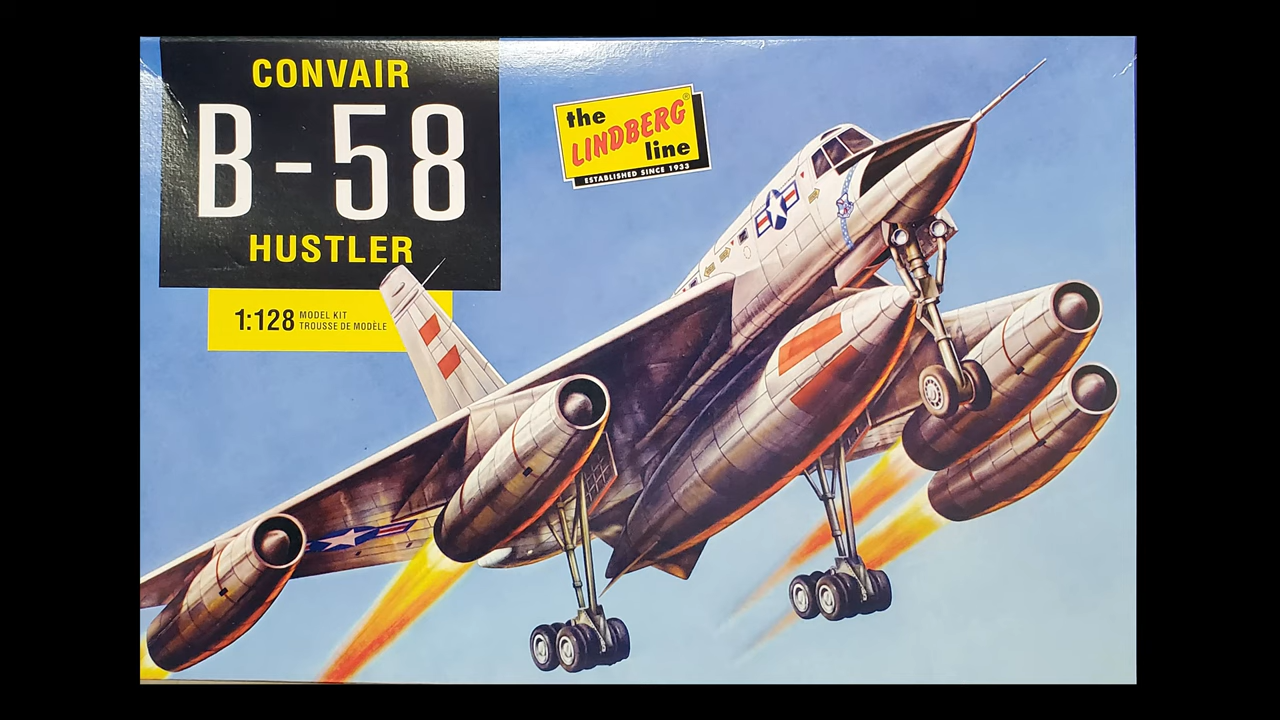 CONVAIR
B-58
HUSTLER
1:128 MODEL KIT
TROUSSE DE MODÈLE
the
LINDBERG®
line
ESTABLISHED SINCE 1933